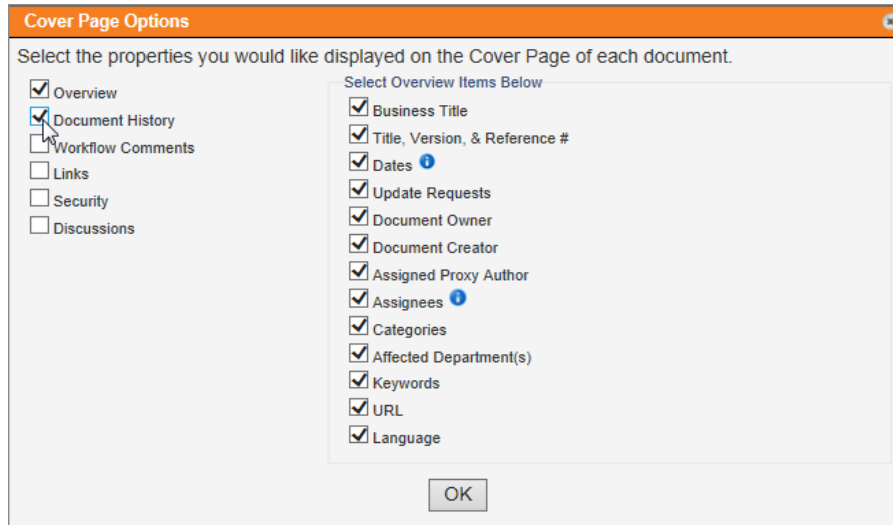 Cover Page Options
Select the properties you would like displayed on the Cover Page of each document.
Overview
Document History
Workflow Comments
Links
Security
Discussions
Select Overview Items Below
Business Title
Title, Version, & Reference #
Dates
Update Requests
Document Owner
Document Creator
Assigned Proxy Author
Assignees
Categories
Affected Department(s)
Keywords
URL
Language
OK